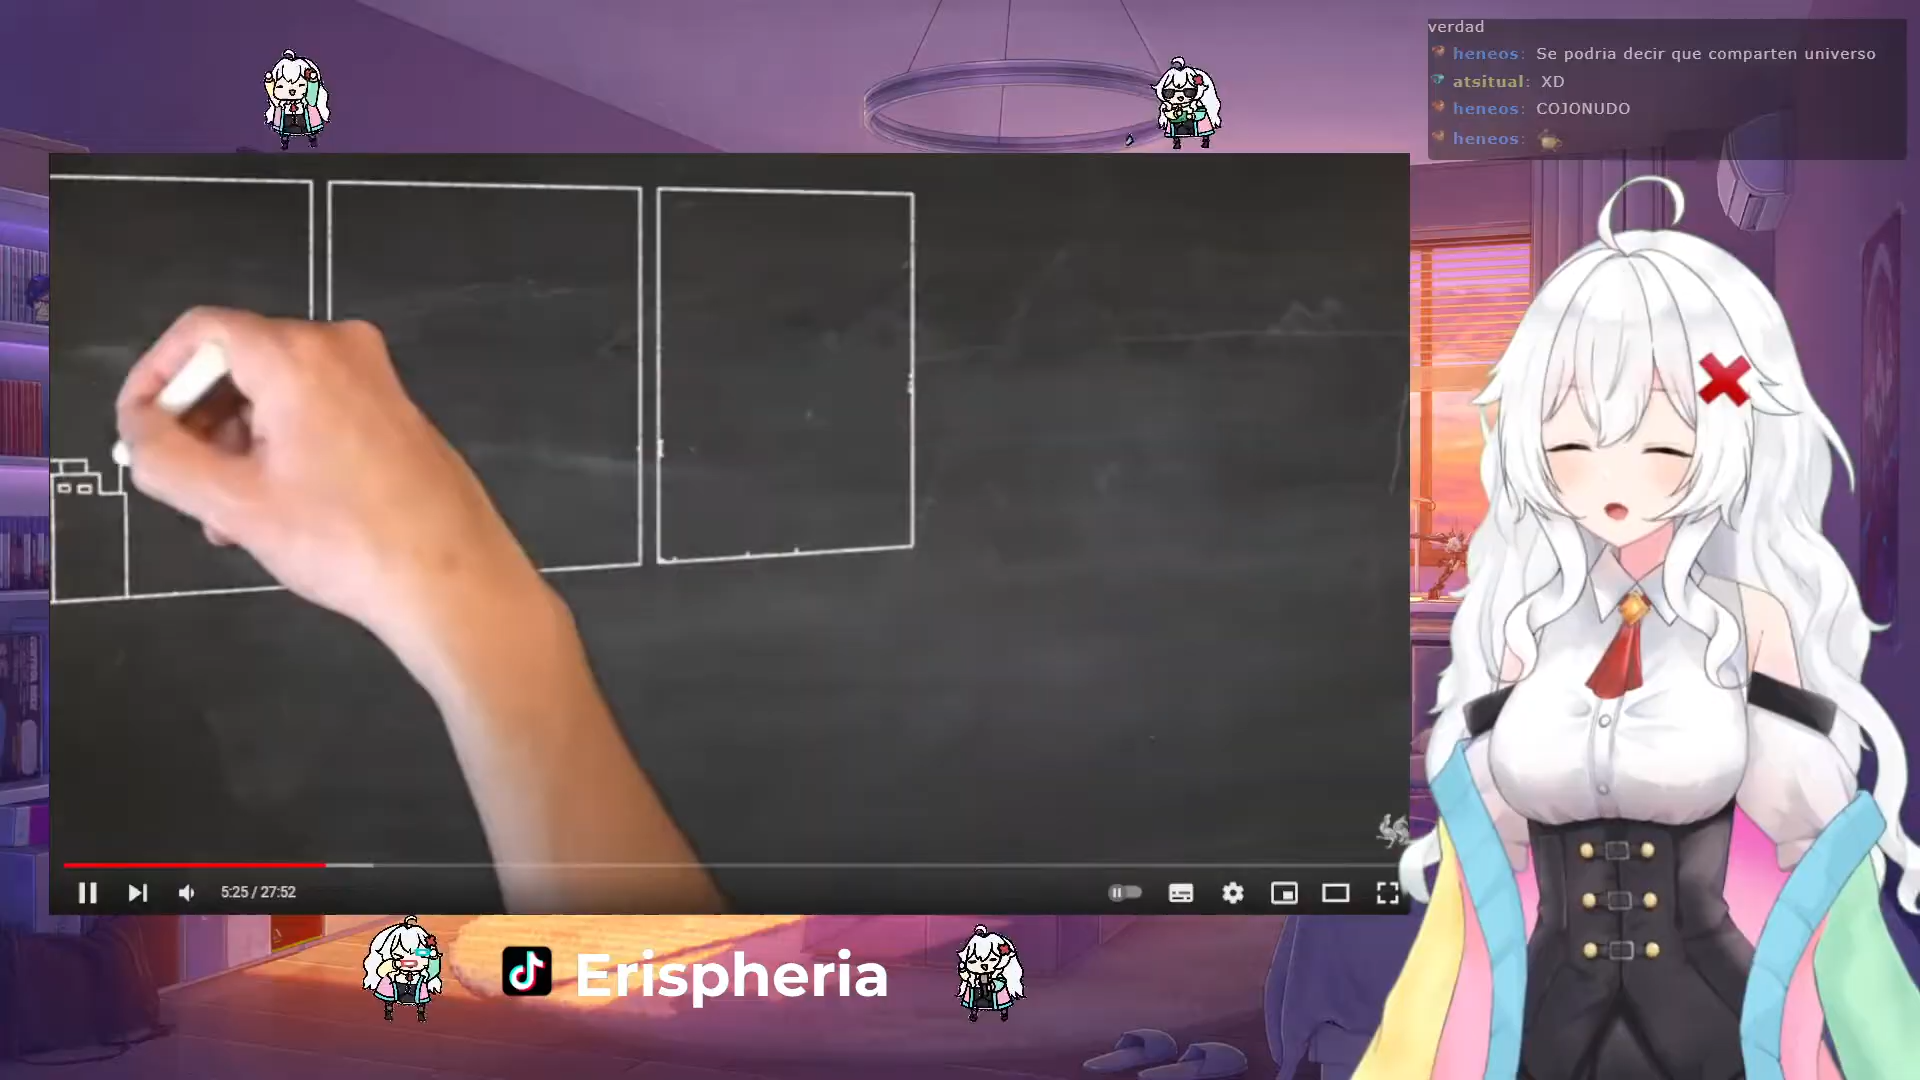 verdad
heneos: Se podria decir que comparten universo
atsitual: XD
heneos: COJONUDO
heneos:
5:25 / 27:52
Erispheria